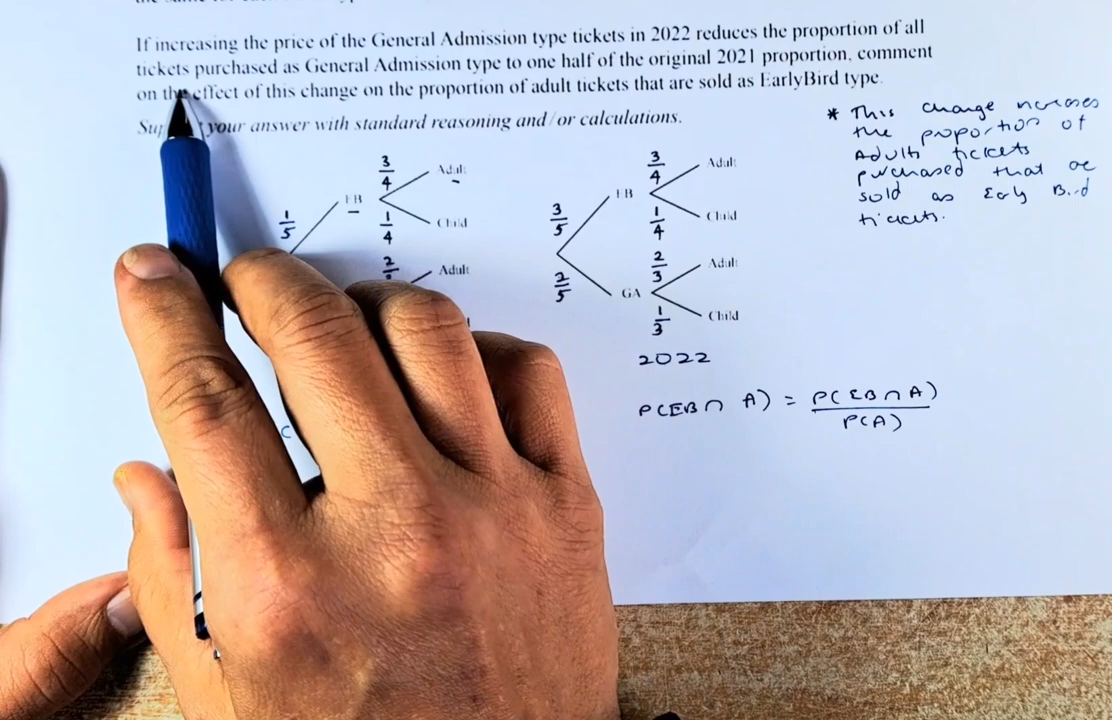 If increasing the price of the General Admission type tickets in 2022 reduces the proportion of all
tickets purchased as General Admission type to one half of the original 2021 proportion, comment
on the effect of this change on the proportion of adult tickets that are sold as EarlyBird type.
your answer with standard reasoning and/or calculations.
* This change
the proportion of
Adult tickets
purchased that
sold as Early Bird
tickets.
3/4 Adult
1/5 EB
1/4 Child
Adult
3/4 Adult
3/5 EB
1/4 Child
2/3 Adult
2/5 GA
1/3 Child
2022
P(EB∩ A) = P(EB∩A)
P(A)
C